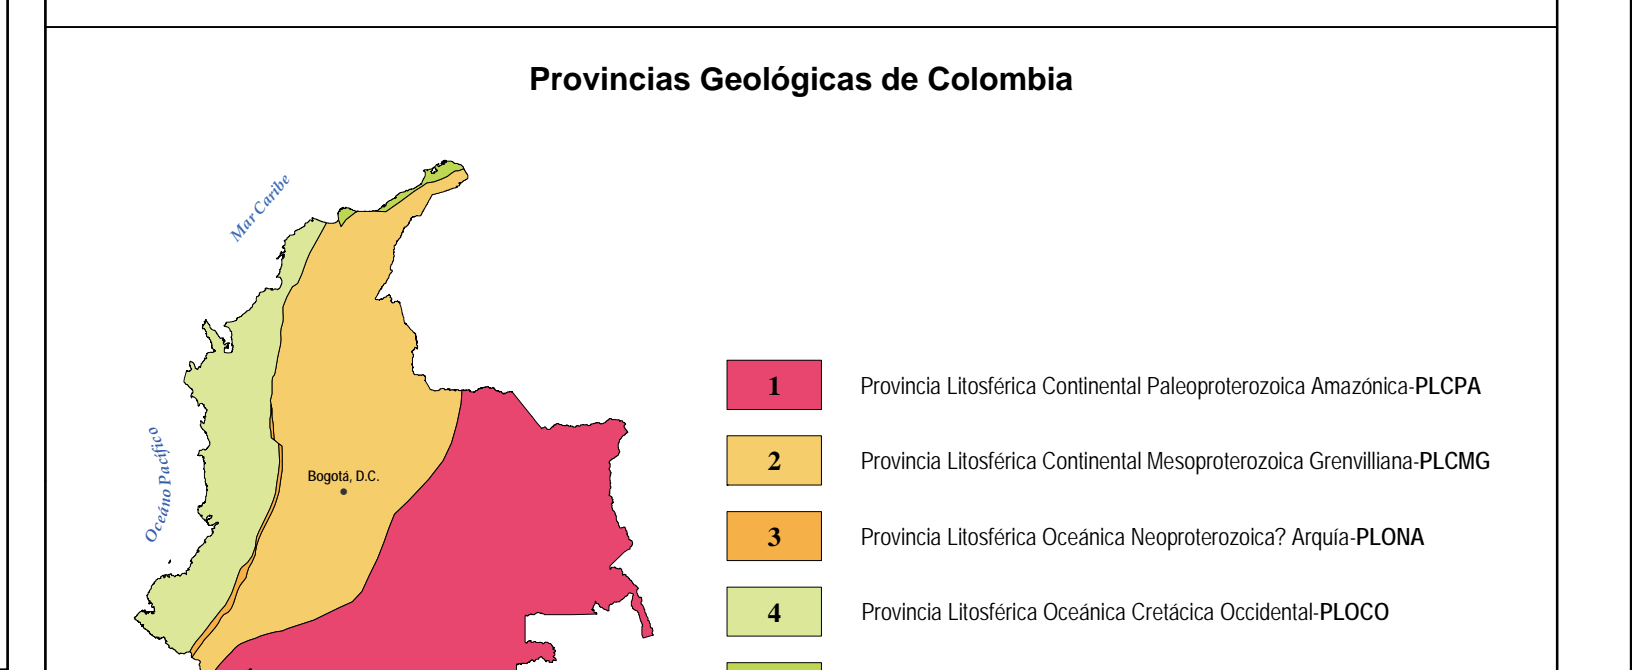 Provincias Geológicas de Colombia
Mar Caribe
1 Provincia Litosférica Continental Paleoproterozoica Amazónica-PLCPA
2 Provincia Litosférica Continental Mesoproterozoica Grenvilliana-PLCMG
Océano Pacífico
Bogotá, D.C.
3 Provincia Litosférica Oceánica Neoproterozoica? Arquía-PLONA
4 Provincia Litosférica Oceánica Cretácica Occidental-PLOCO